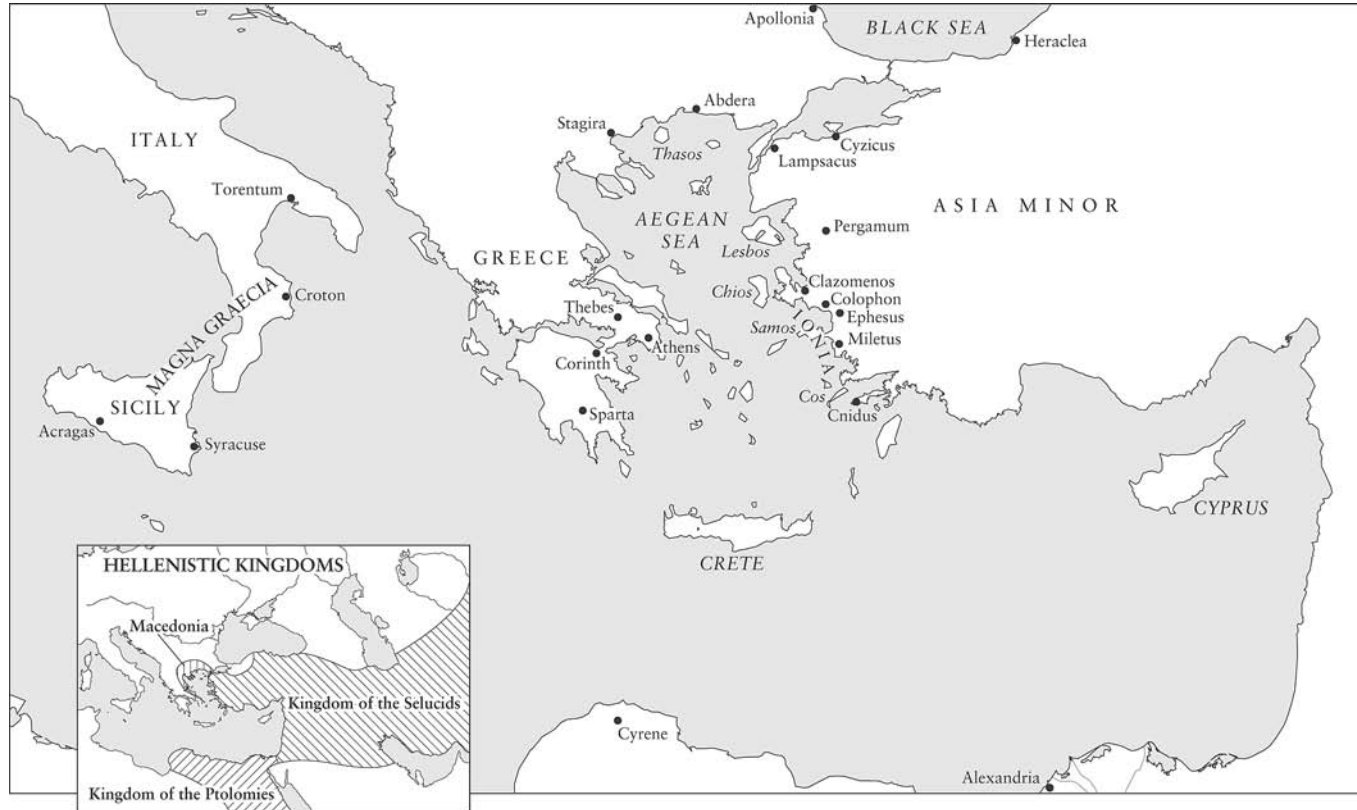 Apollonia
BLACK SEA
Heraclea
Abdera
Stagira
Thasos
Cyzicus
Lampsacus
ITALY
Torentum
ASIA MINOR
AEGEAN
SEA
Pergamum
Lesbos
GREECE
Clazomenos
Chios
Colophon
Croton
MAGNA GRAECIA
Thebes
Ephesus
IONIA
Samos
Miletus
Athens
Corinth
Cos
Cnidus
SICILY
Sparta
Acragas
Syracuse
CYPRUS
CRETE
HELLENISTIC KINGDOMS
Macedonia
Kingdom of the Selucids
Kingdom of the Ptolomies
Cyrene
Alexandria